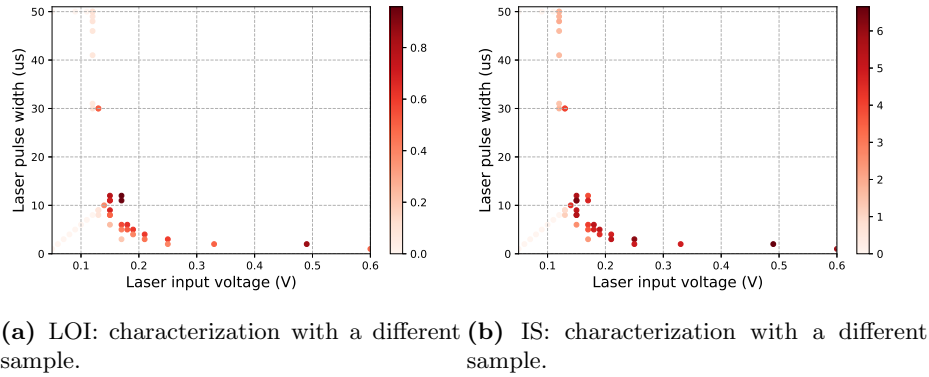 50
40
30
20
10
0
Laser pulse width (us)
0.1 0.2 0.3 0.4 0.5 0.6
Laser input voltage (V)
0.8
0.6
0.4
0.2
0.0
50
40
30
20
10
0
Laser pulse width (us)
0.1 0.2 0.3 0.4 0.5 0.6
Laser input voltage (V)
6
5
4
3
2
1
0
(a) LOI: characterization with a different
sample.
(b) IS: characterization with a different
sample.